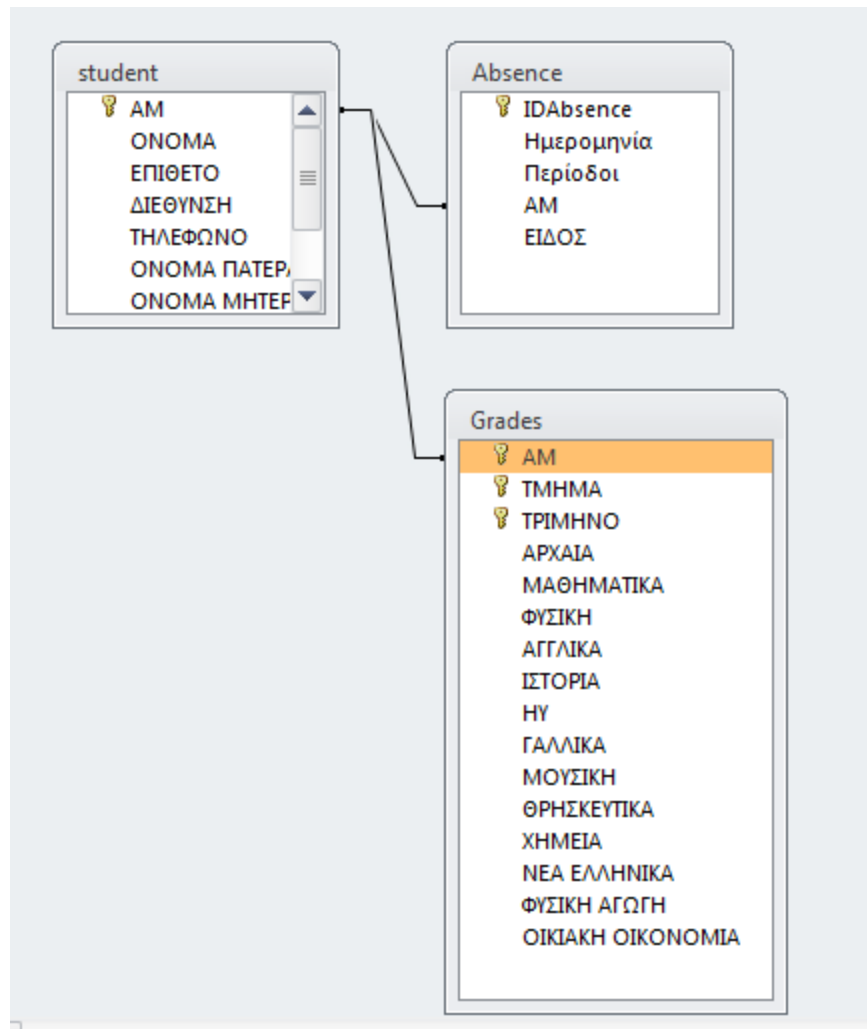 student
ΑΜ
ΟΝΟΜΑ
ΕΠΙΘΕΤΟ
ΔΙΕΘΥΝΣΗ
ΤΗΛΕΦΩΝΟ
ΟΝΟΜΑ ΠΑΤΕΡΑ
ΟΝΟΜΑ ΜΗΤΕΡ
Absence
IDAbsence
Ημερομηνία
Περίοδοι
ΑΜ
ΕΙΔΟΣ
Grades
ΑΜ
ΤΜΗΜΑ
ΤΡΙΜΗΝΟ
ΑΡΧΑΙΑ
ΜΑΘΗΜΑΤΙΚΑ
ΦΥΣΙΚΗ
ΑΓΓΛΙΚΑ
ΙΣΤΟΡΙΑ
ΗΥ
ΓΑΛΛΙΚΑ
ΜΟΥΣΙΚΗ
ΘΡΗΣΚΕΥΤΙΚΑ
ΧΗΜΕΙΑ
ΝΕΑ ΕΛΛΗΝΙΚΑ
ΦΥΣΙΚΗ ΑΓΩΓΗ
ΟΙΚΙΑΚΗ ΟΙΚΟΝΟΜΙΑ